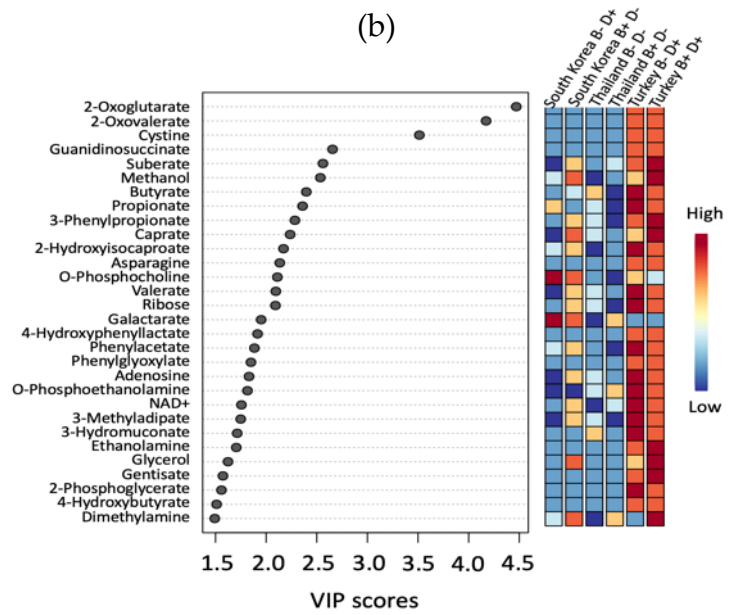 (b)
South Korea B- D+
South Korea B+ D-
Thailand B- D-
Thailand B+ D-
Turkey B- D+
Turkey B+ D+
2-Oxoglutarate
2-Oxovalerate
Cystine
Guanidinosuccinate
Suberate
Methanol
Butyrate
Propionate
3-Phenylpropionate
Caprate
2-Hydroxyisocaproate
Asparagine
O-Phosphocholine
Valerate
Ribose
Galactarate
4-Hydroxyphenyllactate
Phenylacetate
Phenylglyoxylate
Adenosine
O-Phosphoethanolamine
NAD+
3-Methyladipate
3-Hydromuconate
Ethanolamine
Glycerol
Gentisate
2-Phosphoglycerate
4-Hydroxybutyrate
Dimethylamine
High
Low
1.5 2.0 2.5 3.0 3.5 4.0 4.5
VIP scores